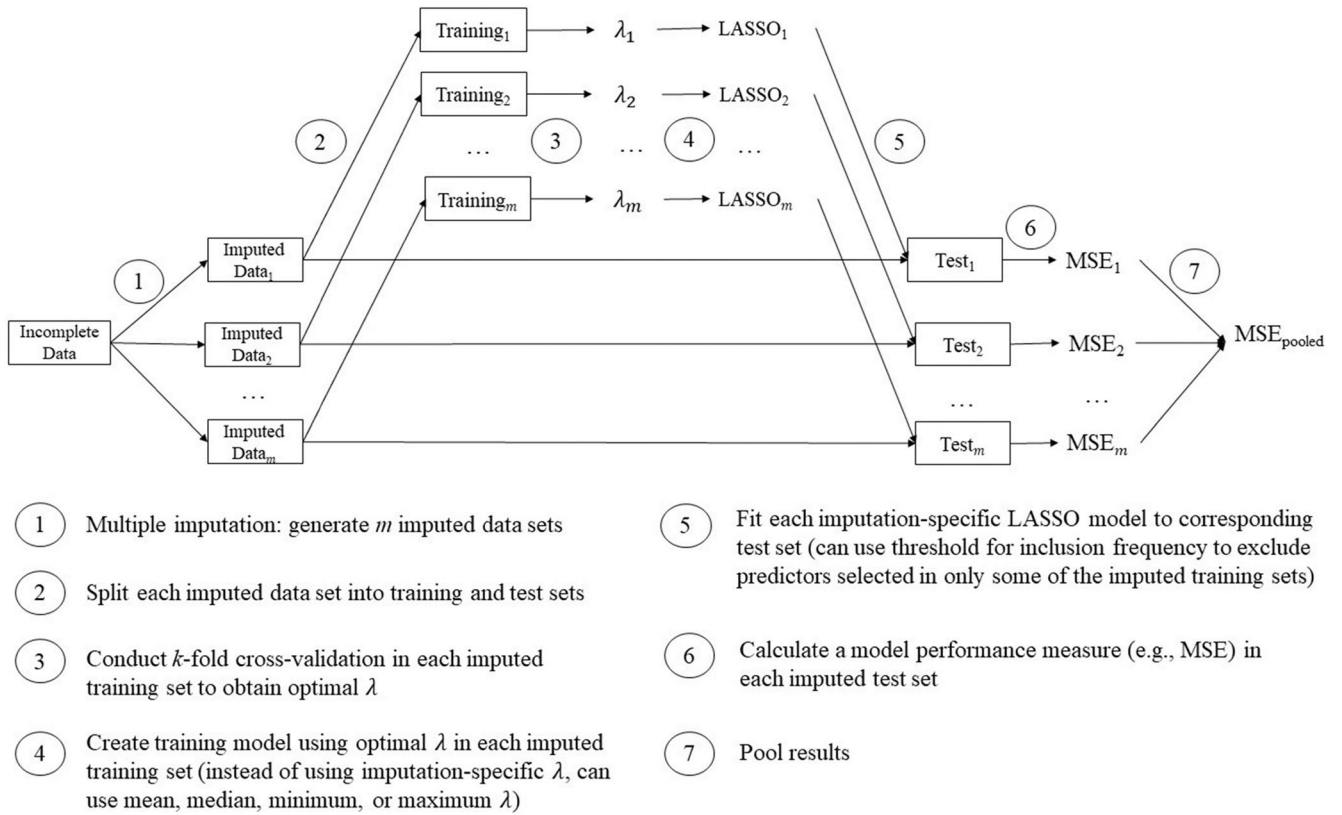 Training₁ λ₁ LASSO₁
Training₂ λ₂ LASSO₂
2 ... 3 ... 4 ... 5
Trainingₘ λₘ LASSOₘ
6
1 Imputed Data₁ Test₁ MSE₁ 7
Incomplete Data Imputed Data₂ Test₂ MSE₂ MSEpooled
... ... ...
Imputed Dataₘ Testₘ MSEₘ
1 Multiple imputation: generate m imputed data sets
2 Split each imputed data set into training and test sets
3 Conduct k-fold cross-validation in each imputed
training set to obtain optimal λ
4 Create training model using optimal λ in each imputed
training set (instead of using imputation-specific λ, can
use mean, median, minimum, or maximum λ)
5 Fit each imputation-specific LASSO model to corresponding
test set (can use threshold for inclusion frequency to exclude
predictors selected in only some of the imputed training sets)
6 Calculate a model performance measure (e.g., MSE) in
each imputed test set
7 Pool results